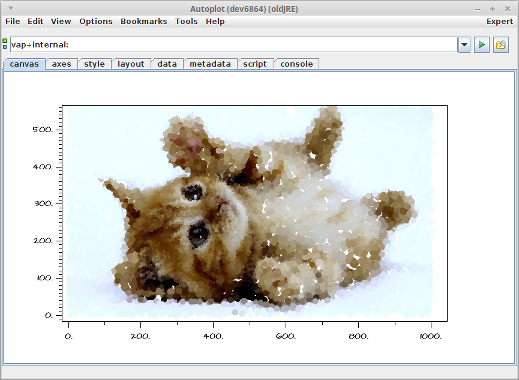 Autoplot (dev6864) (oldJRE)
File Edit View Options Bookmarks Tools Help Expert
vap+internal:
canvas axes style layout data metadata script console
500.
400.
300.
200.
100.
0.
0. 200. 400. 600. 800. 1000.